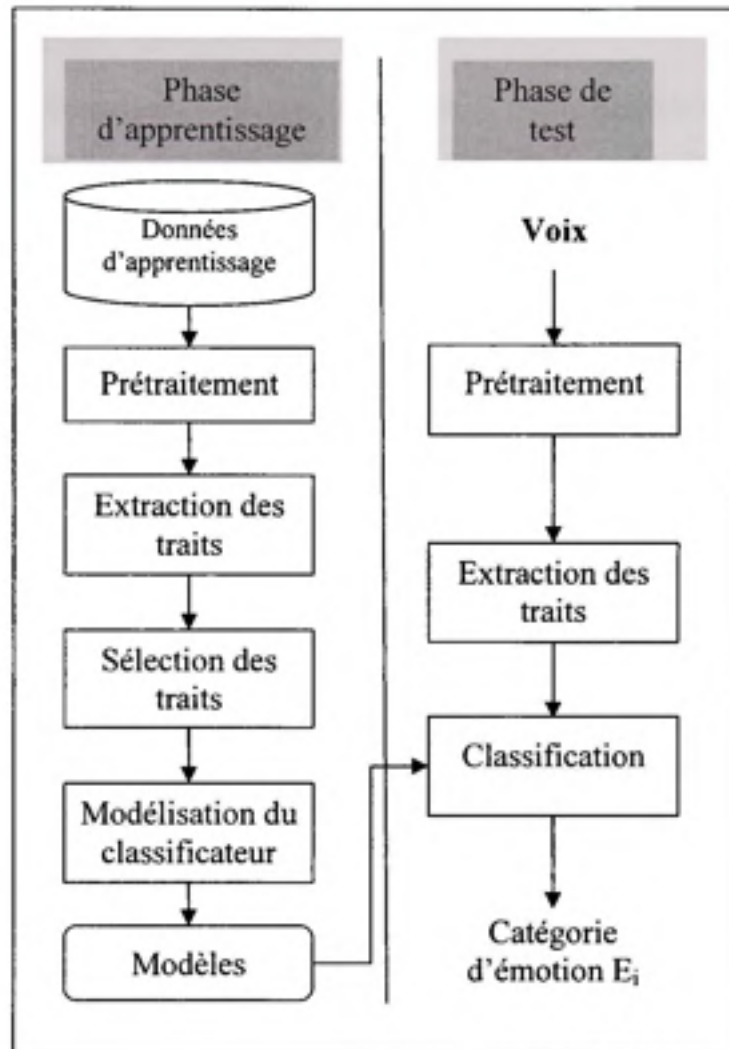 Phase
d'apprentissage
Données
d'apprentissage
Prétraitement
Extraction des
traits
Sélection des
traits
Modélisation du
classificateur
Modèles
Phase de
test
Voix
Prétraitement
Extraction des
traits
Classification
Catégorie
d'émotion Ei